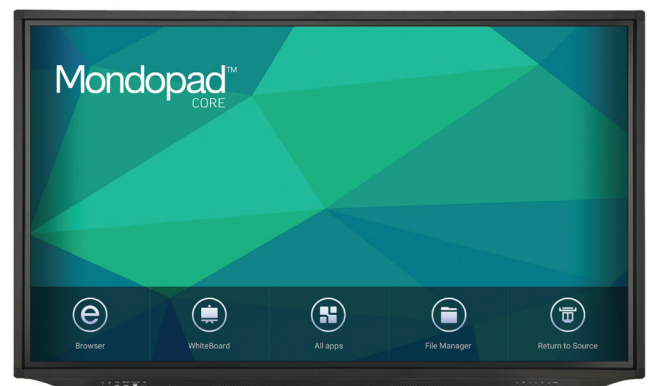 Mondopad™
CORE
Browser
WhiteBoard
All apps
File Manager
Return to Source